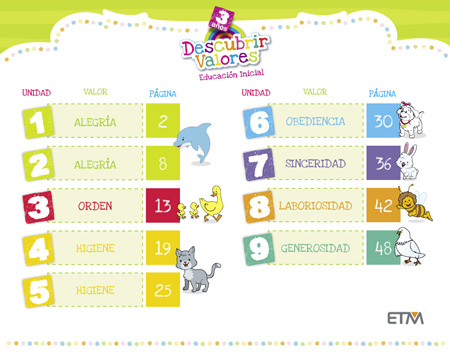 3 años
Descubrir
Valores
Educación Inicial
UNIDAD VALOR PÁGINA
1 ALEGRÍA 2
2 ALEGRÍA 8
3 ORDEN 13
4 HIGIENE 19
5 HIGIENE 25
UNIDAD VALOR PÁGINA
6 OBEDIENCIA 30
7 SINCERIDAD 36
8 LABORIOSIDAD 42
9 GENEROSIDAD 48
ETM